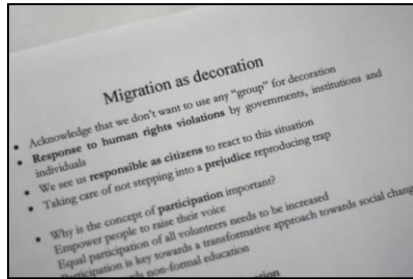 Migration as decoration
Acknowledge that we don't want to use any "group" for decoration
Response to human rights violations by governments, institutions and
individuals
We see us responsible as citizens to react to this situation
Taking care of not stepping into a prejudice reproducing trap
Why is the concept of participation important?
Empower people to raise their voice
Equal participation of all volunteers needs to be increased
Participation is key towards a transformative approach towards social change
non-formal education